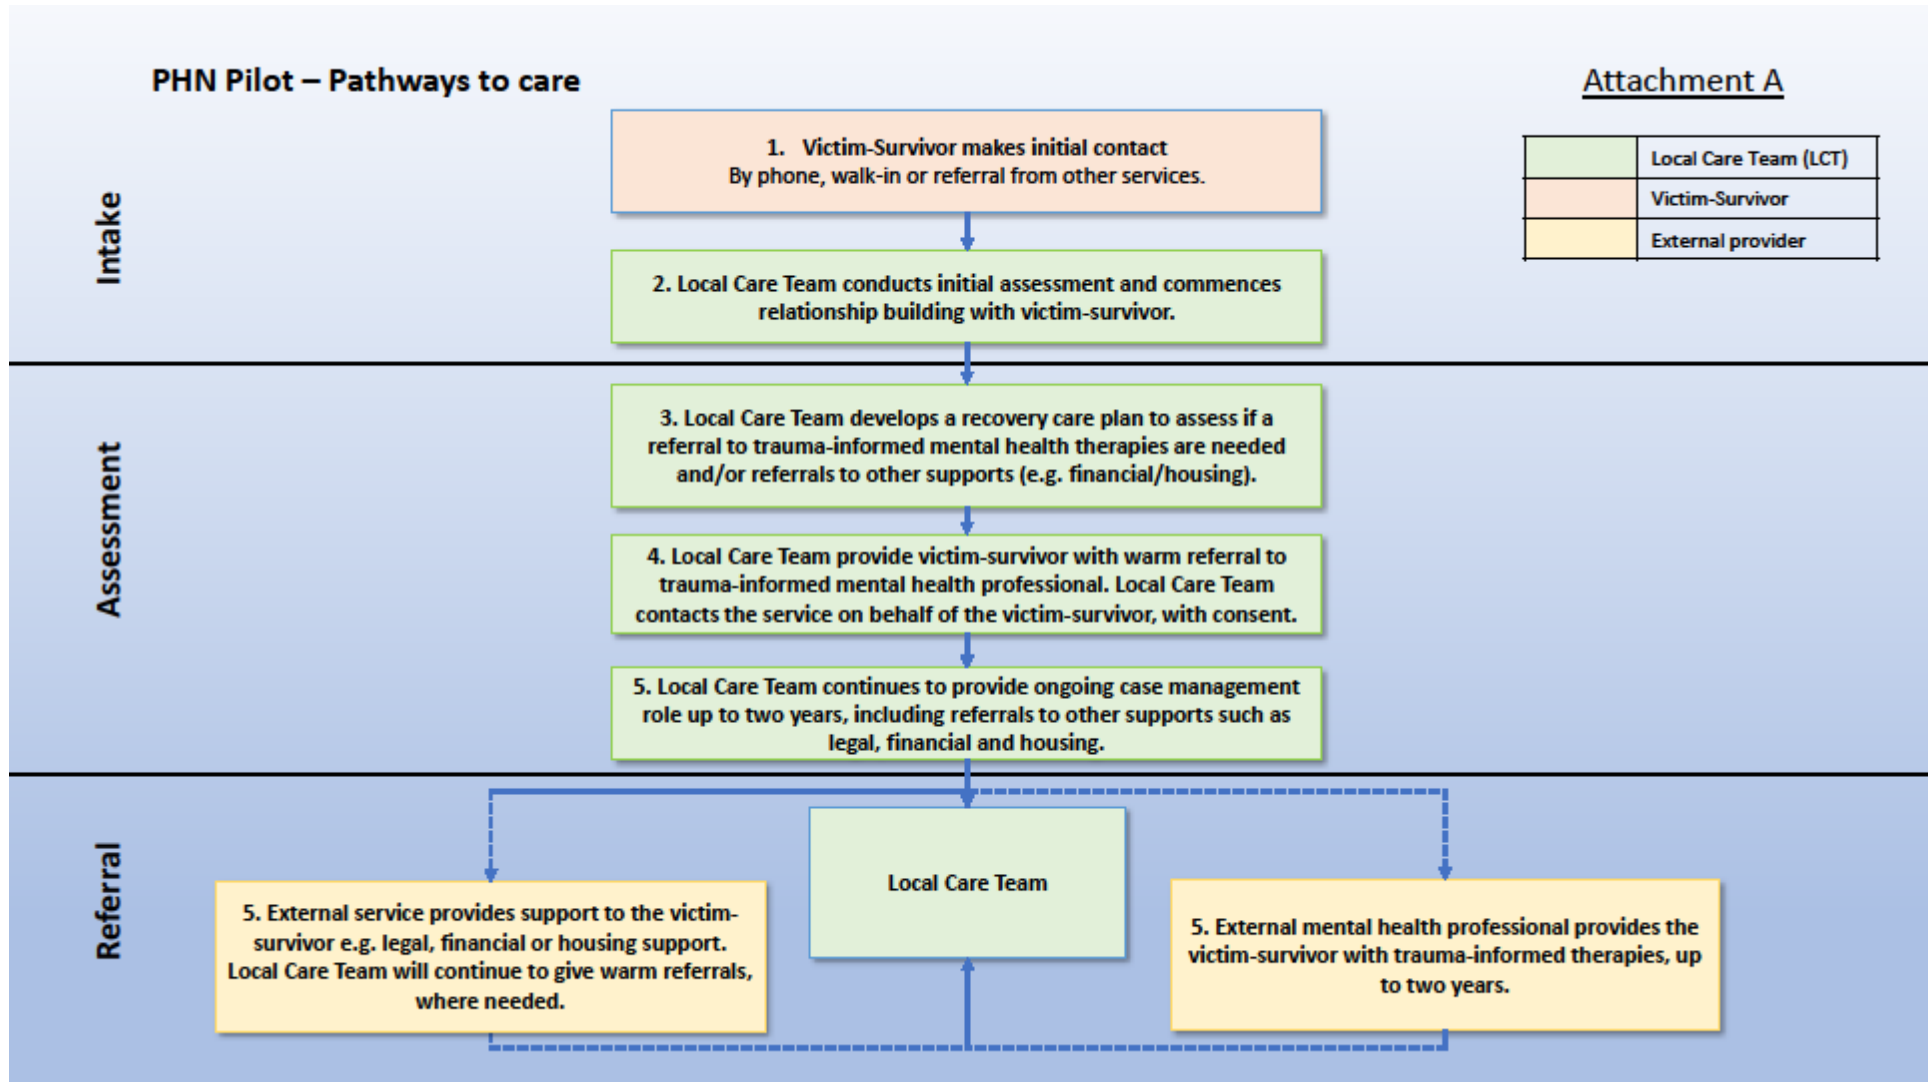 PHN Pilot – Pathways to care
Attachment A
Local Care Team (LCT)
Victim-Survivor
External provider
Intake
1. Victim-Survivor makes initial contact
By phone, walk-in or referral from other services.
2. Local Care Team conducts initial assessment and commences
relationship building with victim-survivor.
Assessment
3. Local Care Team develops a recovery care plan to assess if a
referral to trauma-informed mental health therapies are needed
and/or referrals to other supports (e.g. financial/housing).
4. Local Care Team provide victim-survivor with warm referral to
trauma-informed mental health professional. Local Care Team
contacts the service on behalf of the victim-survivor, with consent.
5. Local Care Team continues to provide ongoing case management
role up to two years, including referrals to other supports such as
legal, financial and housing.
Referral
5. External service provides support to the victim-
survivor e.g. legal, financial or housing support.
Local Care Team will continue to give warm referrals,
where needed.
Local Care Team
5. External mental health professional provides the
victim-survivor with trauma-informed therapies, up
to two years.